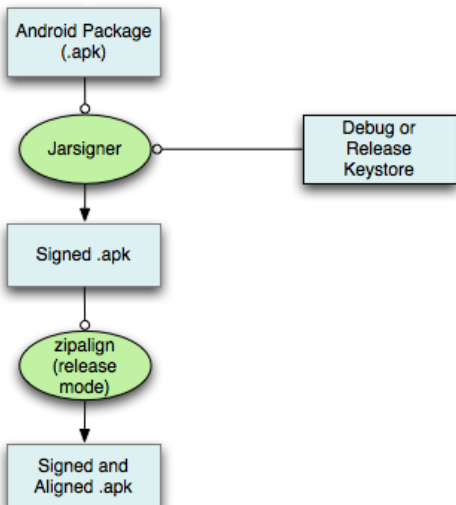 Android Package
(.apk)
Jarsigner
Debug or
Release
Keystore
Signed .apk
zipalign
(release
mode)
Signed and
Aligned .apk